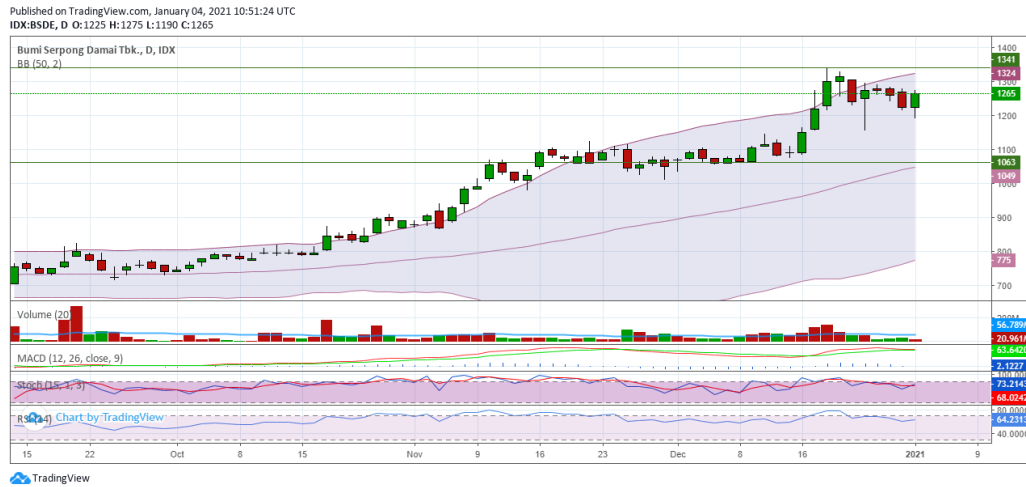 Published on TradingView.com, January 04, 2021 10:51:24 UTC
IDX:BSDE, D O:1225 H:1275 L:1190 C:1265
Bumi Serpong Damai Tbk., D, IDX
BB (50, 2)
1400
1341
1324
1265
1200
1100
1063
1049
1000
900
800
775
700
Volume (20)
56.789
20.961
MACD (12, 26, close, 9)
63.6420
2.1227
Stoch (15, 3, 3)
73.2143
68.0242
Chart by TradingView
80.0000
64.2313
40.0000
15 22 Oct 8 15 Nov 9 16 23 Dec 8 16 2021 9
TradingView